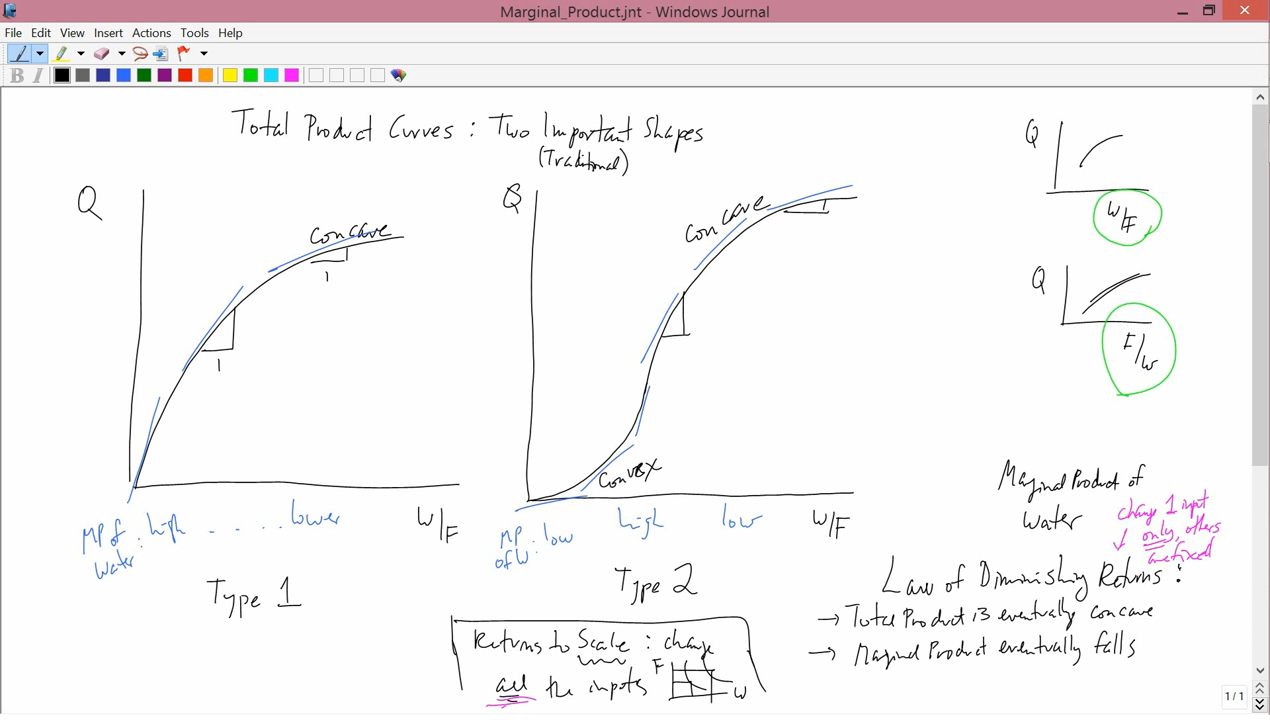 Marginal_Product.jnt - Windows Journal
File Edit View Insert Actions Tools Help
B I
Total Product Curves : Two Important Shapes
(Traditional)
Q
concave
1
1
W/F
MP of
Water : high . . . . . lower
Type 1
Q
concave
1
convex
W/F
MP
of W : low high low
Type 2
Q
W/F
Q
F/W
Marginal Product of
Water
change 1 input
only, others
are fixed
Law of Diminishing Returns :
→ Total Product is eventually concave
→ Marginal Product eventually falls
Returns to Scale : change
all the inputs
F
W
1/1